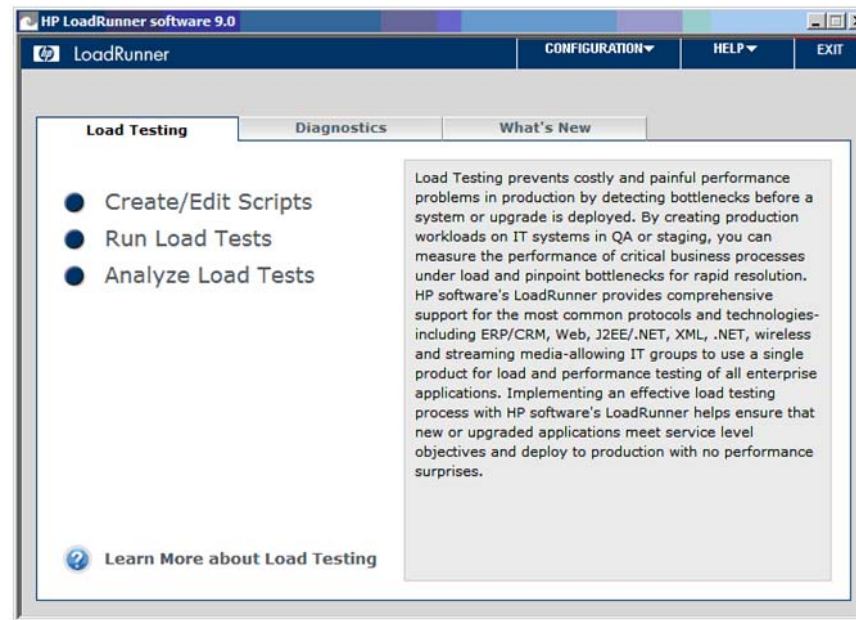 HP LoadRunner software 9.0
hp LoadRunner
CONFIGURATION
HELP
EXIT
Load Testing
Diagnostics
What's New
Create/Edit Scripts
Run Load Tests
Analyze Load Tests
Load Testing prevents costly and painful performance
problems in production by detecting bottlenecks before a
system or upgrade is deployed. By creating production
workloads on IT systems in QA or staging, you can
measure the performance of critical business processes
under load and pinpoint bottlenecks for rapid resolution.
HP software's LoadRunner provides comprehensive
support for the most common protocols and technologies-
including ERP/CRM, Web, J2EE/.NET, XML, .NET, wireless
and streaming media-allowing IT groups to use a single
product for load and performance testing of all enterprise
applications. Implementing an effective load testing
process with HP software's LoadRunner helps ensure that
new or upgraded applications meet service level
objectives and deploy to production with no performance
surprises.
? Learn More about Load Testing